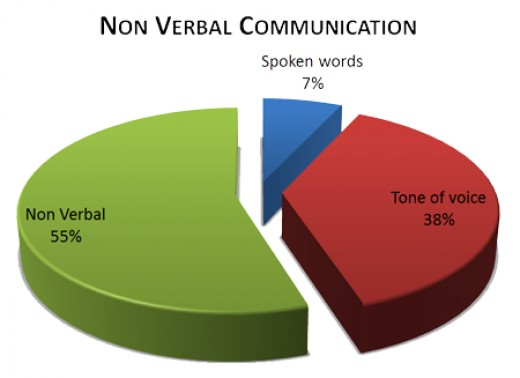 NON VERBAL COMMUNICATION
Spoken words
7%
Tone of voice
38%
Non Verbal
55%